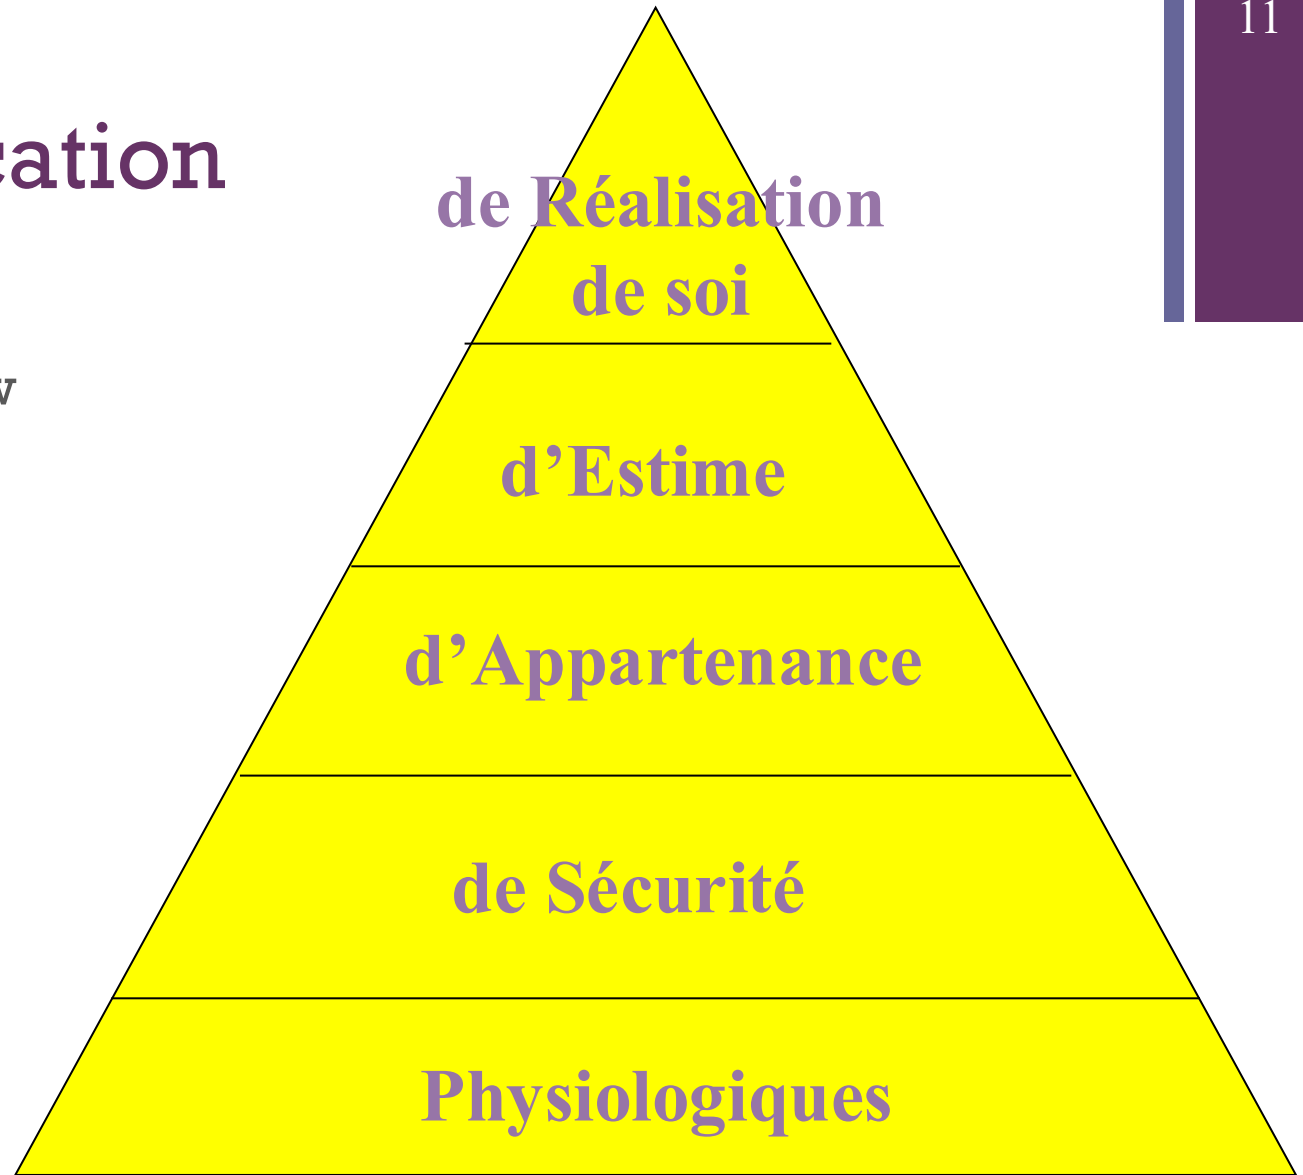 11
cation
de Réalisation
de soi
d’Estime
d’Appartenance
de Sécurité
Physiologiques